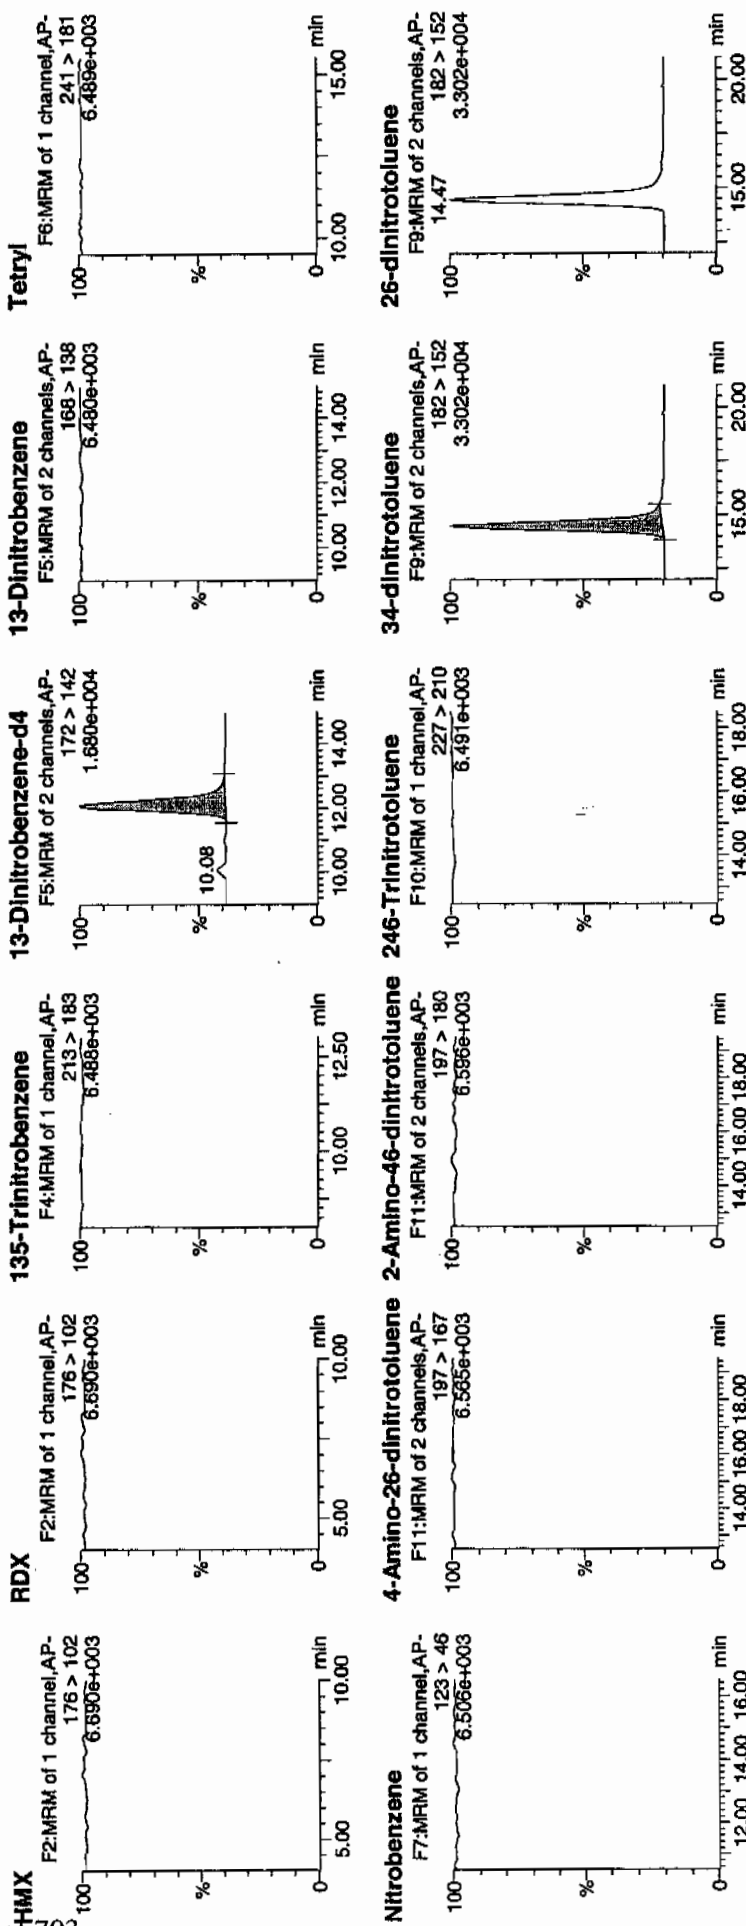 HMX
F2:MRM of 1 channel,AP-
176 > 102
6.690e+003
100
%
0
5.00 10.00 min
RDX
F2:MRM of 1 channel,AP-
176 > 102
6.690e+003
100
%
0
5.00 10.00 min
135-Trinitrobenzene
F4:MRM of 1 channel,AP-
213 > 183
6.488e+003
100
%
0
10.00 12.50 min
13-Dinitrobenzene-d4
F5:MRM of 2 channels,AP-
172 > 142
1.680e+004
100
%
10.08
0
10.00 12.00 14.00 min
13-Dinitrobenzene
F5:MRM of 2 channels,AP-
168 > 138
6.480e+003
100
%
0
10.00 12.00 14.00 min
Tetryl
F6:MRM of 1 channel,AP-
241 > 181
6.489e+003
100
%
0
10.00 15.00 min
Nitrobenzene
F7:MRM of 1 channel,AP-
123 > 46
6.506e+003
100
%
0
12.00 14.00 16.00 min
4-Amino-26-dinitrotoluene
F11:MRM of 2 channels,AP-
197 > 167
6.565e+003
100
%
0
14.00 16.00 18.00 min
2-Amino-46-dinitrotoluene
F11:MRM of 2 channels,AP-
197 > 180
6.596e+003
100
%
0
14.00 16.00 18.00 min
246-Trinitrotoluene
F10:MRM of 1 channel,AP-
227 > 210
6.491e+003
100
%
0
14.00 16.00 18.00 min
34-dinitrotoluene
F9:MRM of 2 channels,AP-
182 > 152
3.302e+004
100
%
0
15.00 20.00 min
26-dinitrotoluene
F9:MRM of 2 channels,AP-
14.47 182 > 152
3.302e+004
100
%
0
15.00 20.00 min